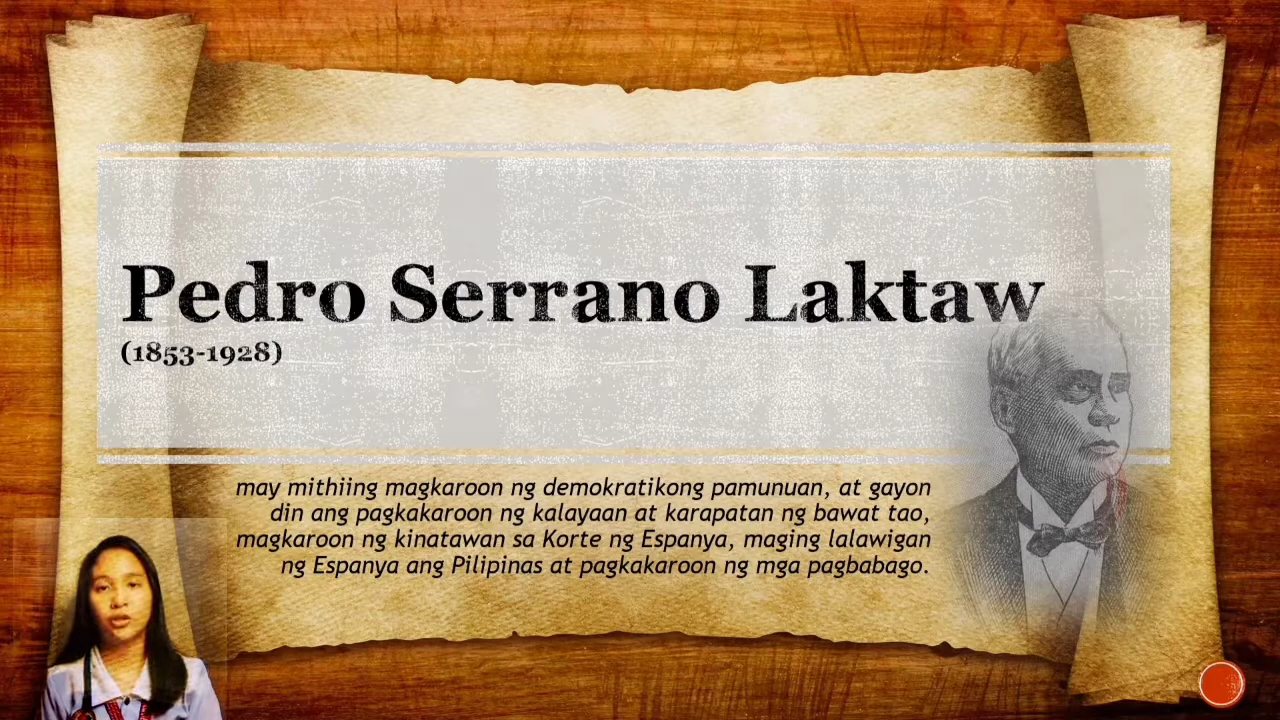 Pedro Serrano Laktaw
(1853-1928)
may mithiing magkaroon ng demokratikong pamunuan, at gayon
din ang pagkakaroon ng kalayaan at karapatan ng bawat tao,
magkaroon ng kinatawan sa Korte ng Espanya, maging lalawigan
ng Espanya ang Pilipinas at pagkakaroon ng mga pagbabago.